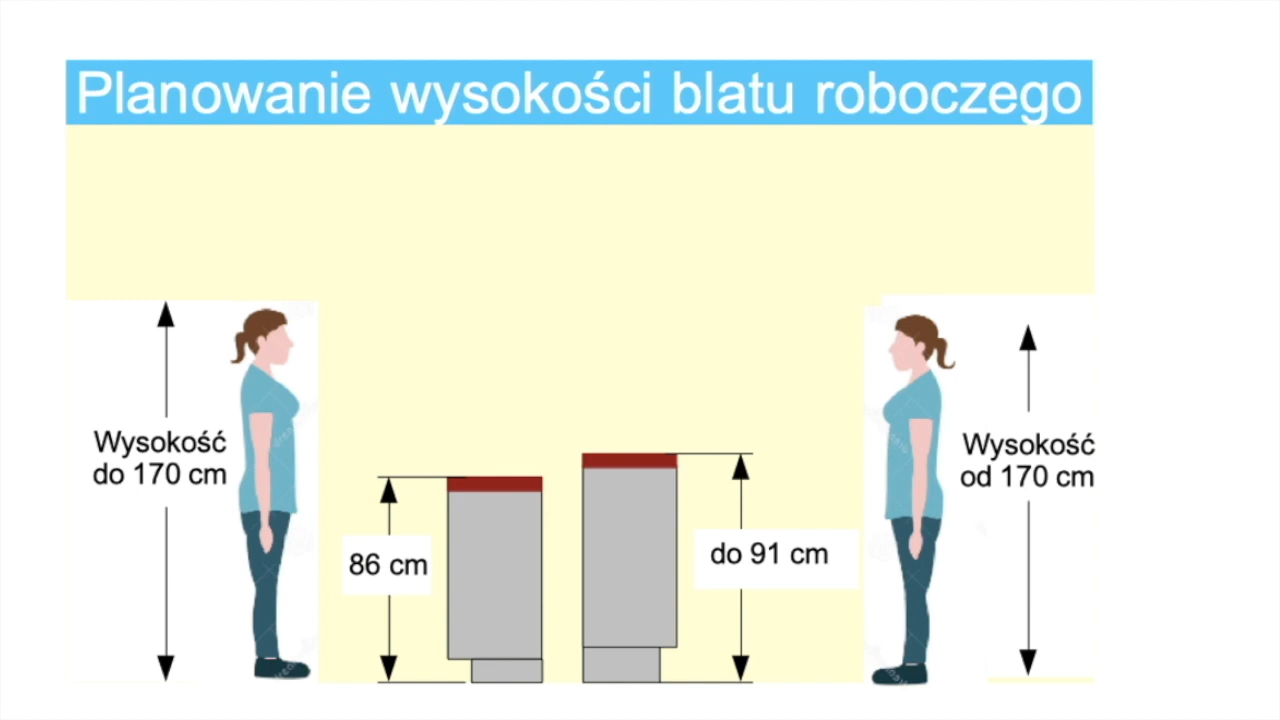 Planowanie wysokości blatu roboczego
Wysokość
do 170 cm
86 cm
do 91 cm
Wysokość
od 170 cm